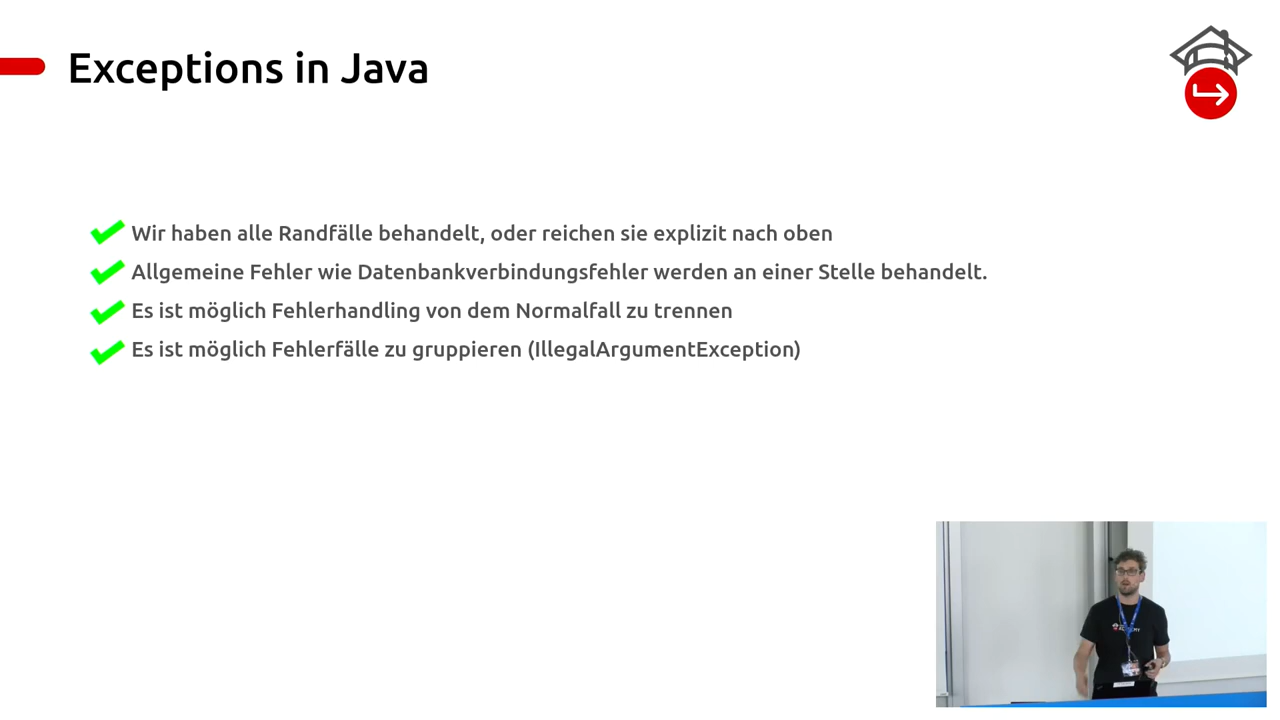 Exceptions in Java
Wir haben alle Randfälle behandelt, oder reichen sie explizit nach oben
Allgemeine Fehler wie Datenbankverbindungsfehler werden an einer Stelle behandelt.
Es ist möglich Fehlerhandling von dem Normalfall zu trennen
Es ist möglich Fehlerfälle zu gruppieren (IllegalArgumentException)